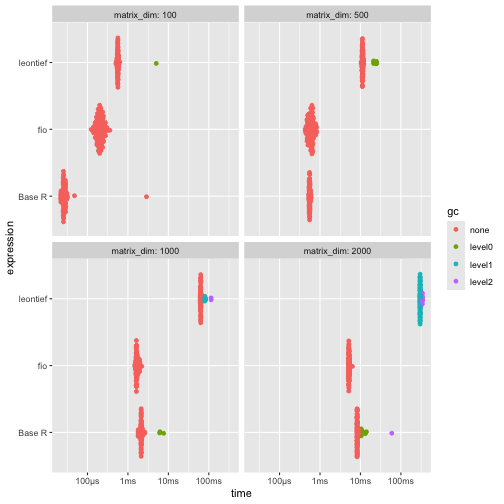 matrix_dim: 100
matrix_dim: 500
leontief
fio
Base R
matrix_dim: 1000
matrix_dim: 2000
leontief
fio
Base R
expression
100µs
1ms
10ms
100ms
100µs
1ms
10ms
100ms
time
gc
none
level0
level1
level2